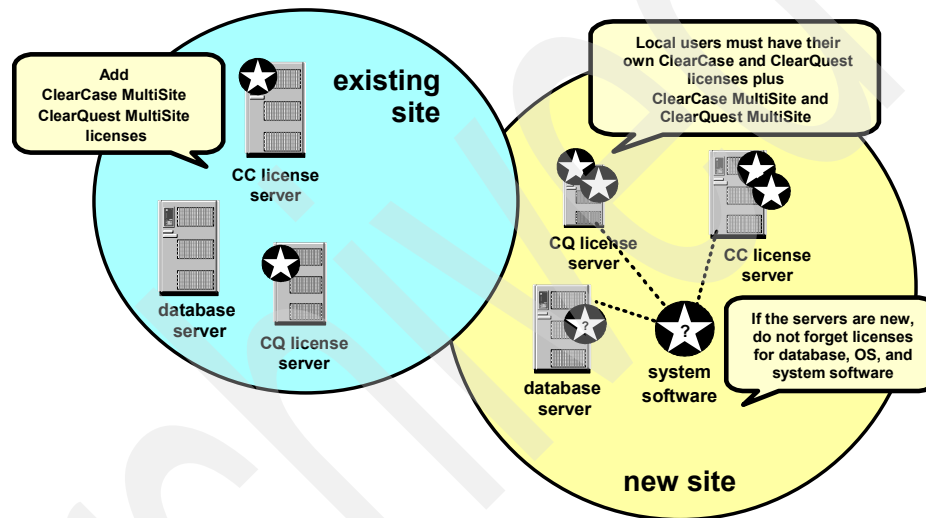 Add
ClearCase MultiSite
ClearQuest MultiSite
licenses
existing
site
CC license
server
database
server
CQ license
server
Local users must have their
own ClearCase and ClearQuest
licenses plus
ClearCase MultiSite and
ClearQuest MultiSite
CQ license
server
CC license
server
?
database
server
?
system
software
If the servers are new,
do not forget licenses
for database, OS, and
system software
new site